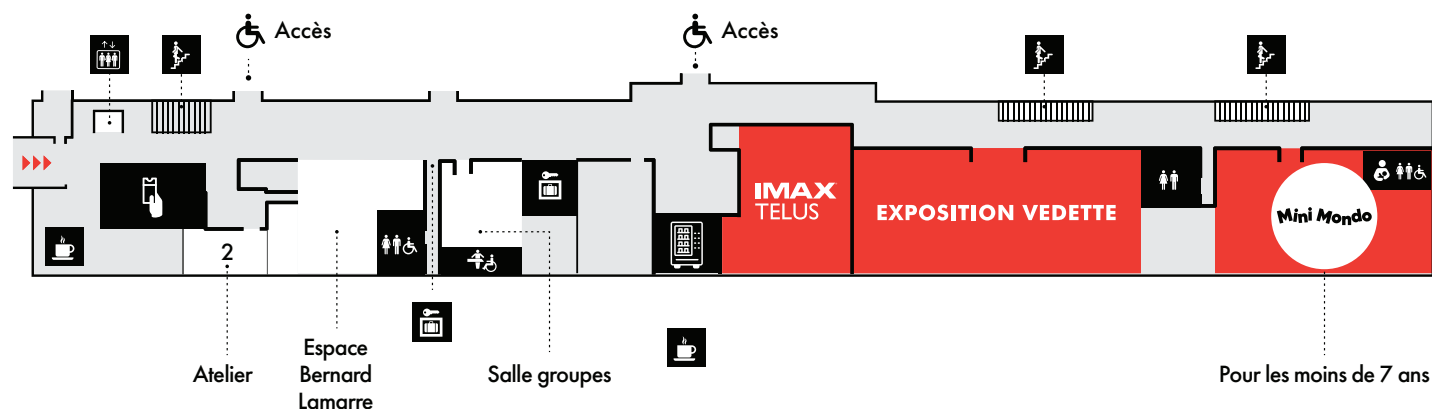 Accès
Accès
IMAX
TELUS
EXPOSITION VEDETTE
Mini Mondo
2
Atelier
Espace
Bernard
Lamarre
Salle groupes
Pour les moins de 7 ans